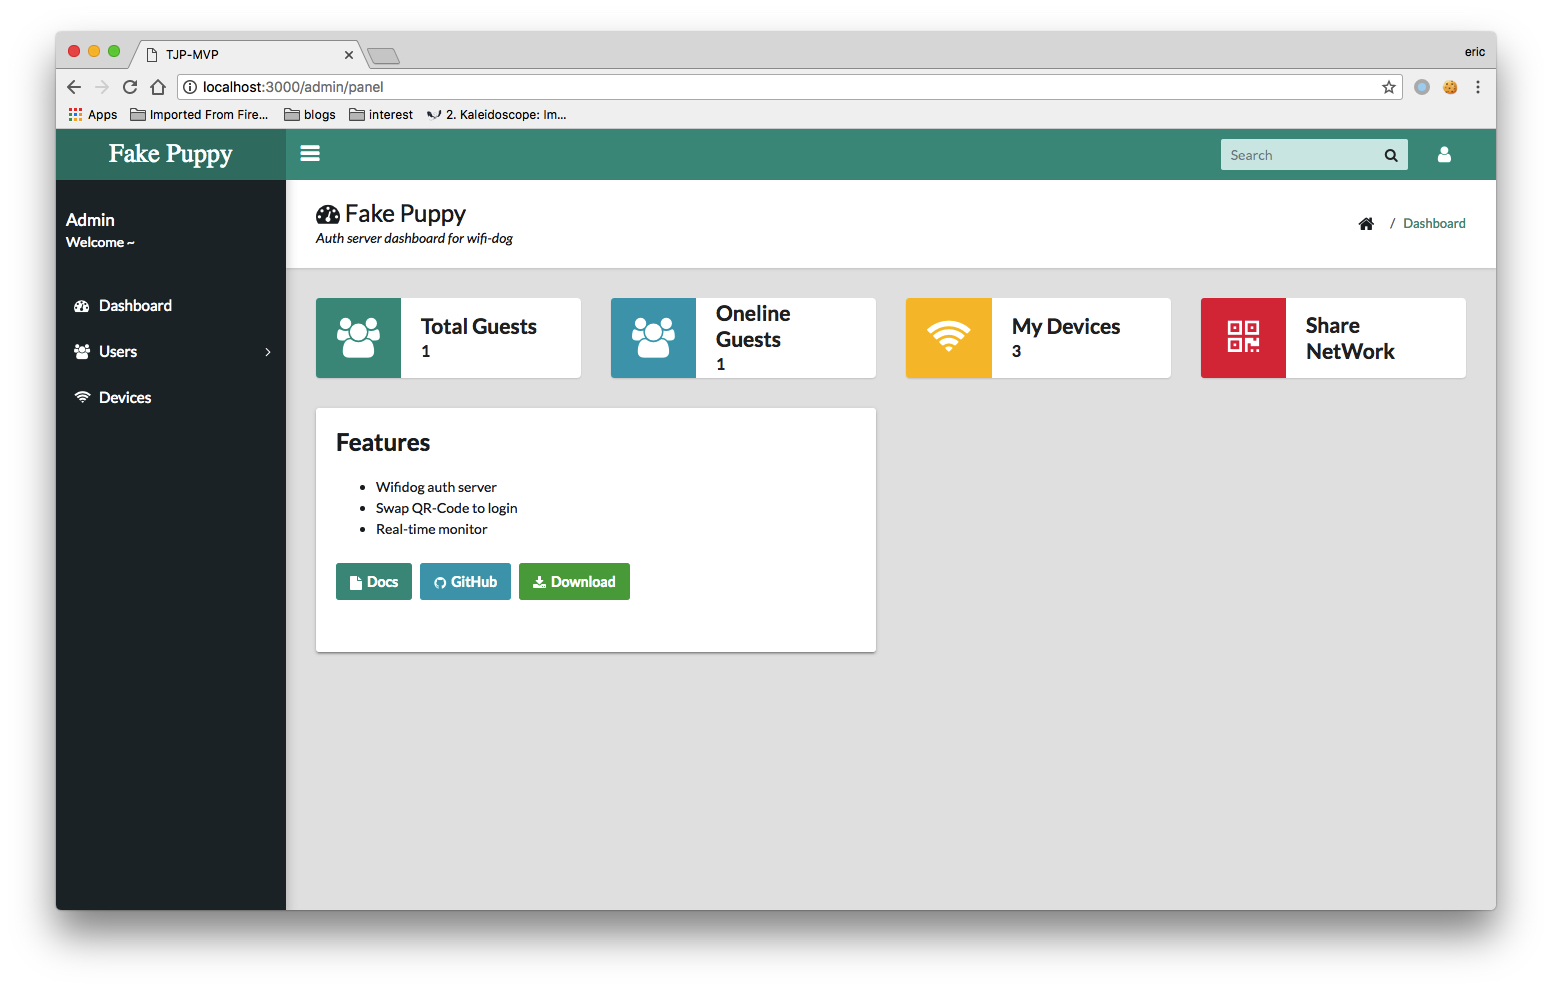 TJP-MVP
eric
localhost:3000/admin/panel
Apps
Imported From Fire...
blogs
interest
2. Kaleidoscope: Im...
Fake Puppy
Search
Admin
Welcome ~
Dashboard
Users
Devices
Fake Puppy
Auth server dashboard for wifi-dog
/ Dashboard
Total Guests
1
Oneline
Guests
1
My Devices
3
Share
NetWork
Features
• Wifidog auth server
• Swap QR-Code to login
• Real-time monitor
Docs
GitHub
Download